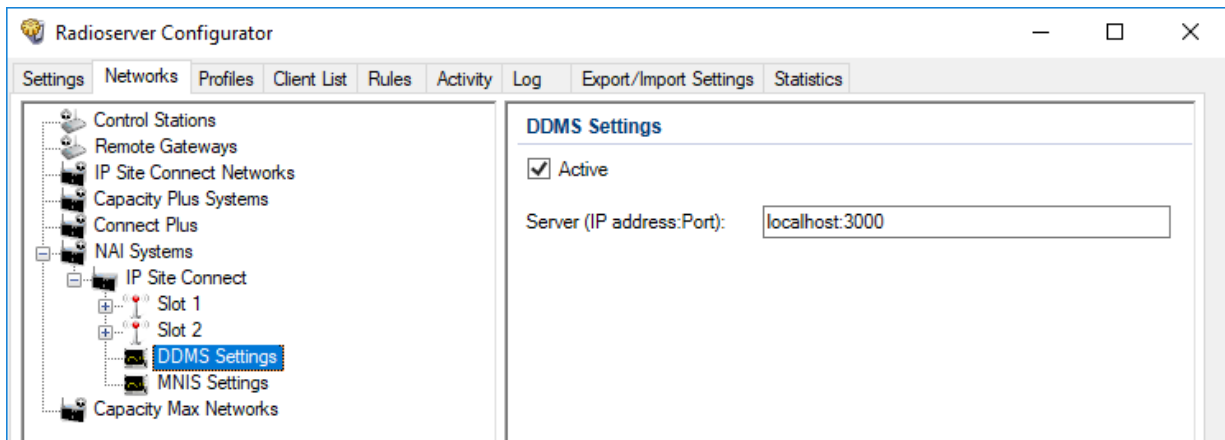 Radioserver Configurator
Settings Networks Profiles Client List Rules Activity Log Export/Import Settings Statistics
Control Stations
Remote Gateways
IP Site Connect Networks
Capacity Plus Systems
Connect Plus
NAI Systems
IP Site Connect
Slot 1
Slot 2
DDMS Settings
MNIS Settings
Capacity Max Networks
DDMS Settings
Active
Server (IP address:Port): localhost:3000